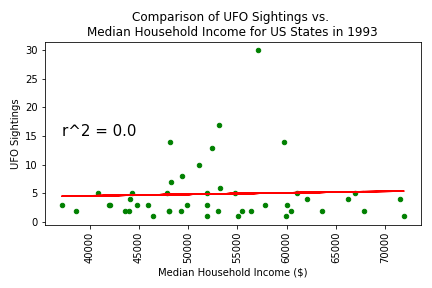 Comparison of UFO Sightings vs.
Median Household Income for US States in 1993
30
25
20
15
10
5
0
UFO Sightings
r^2 = 0.0
40000
45000
50000
55000
60000
65000
70000
Median Household Income ($)